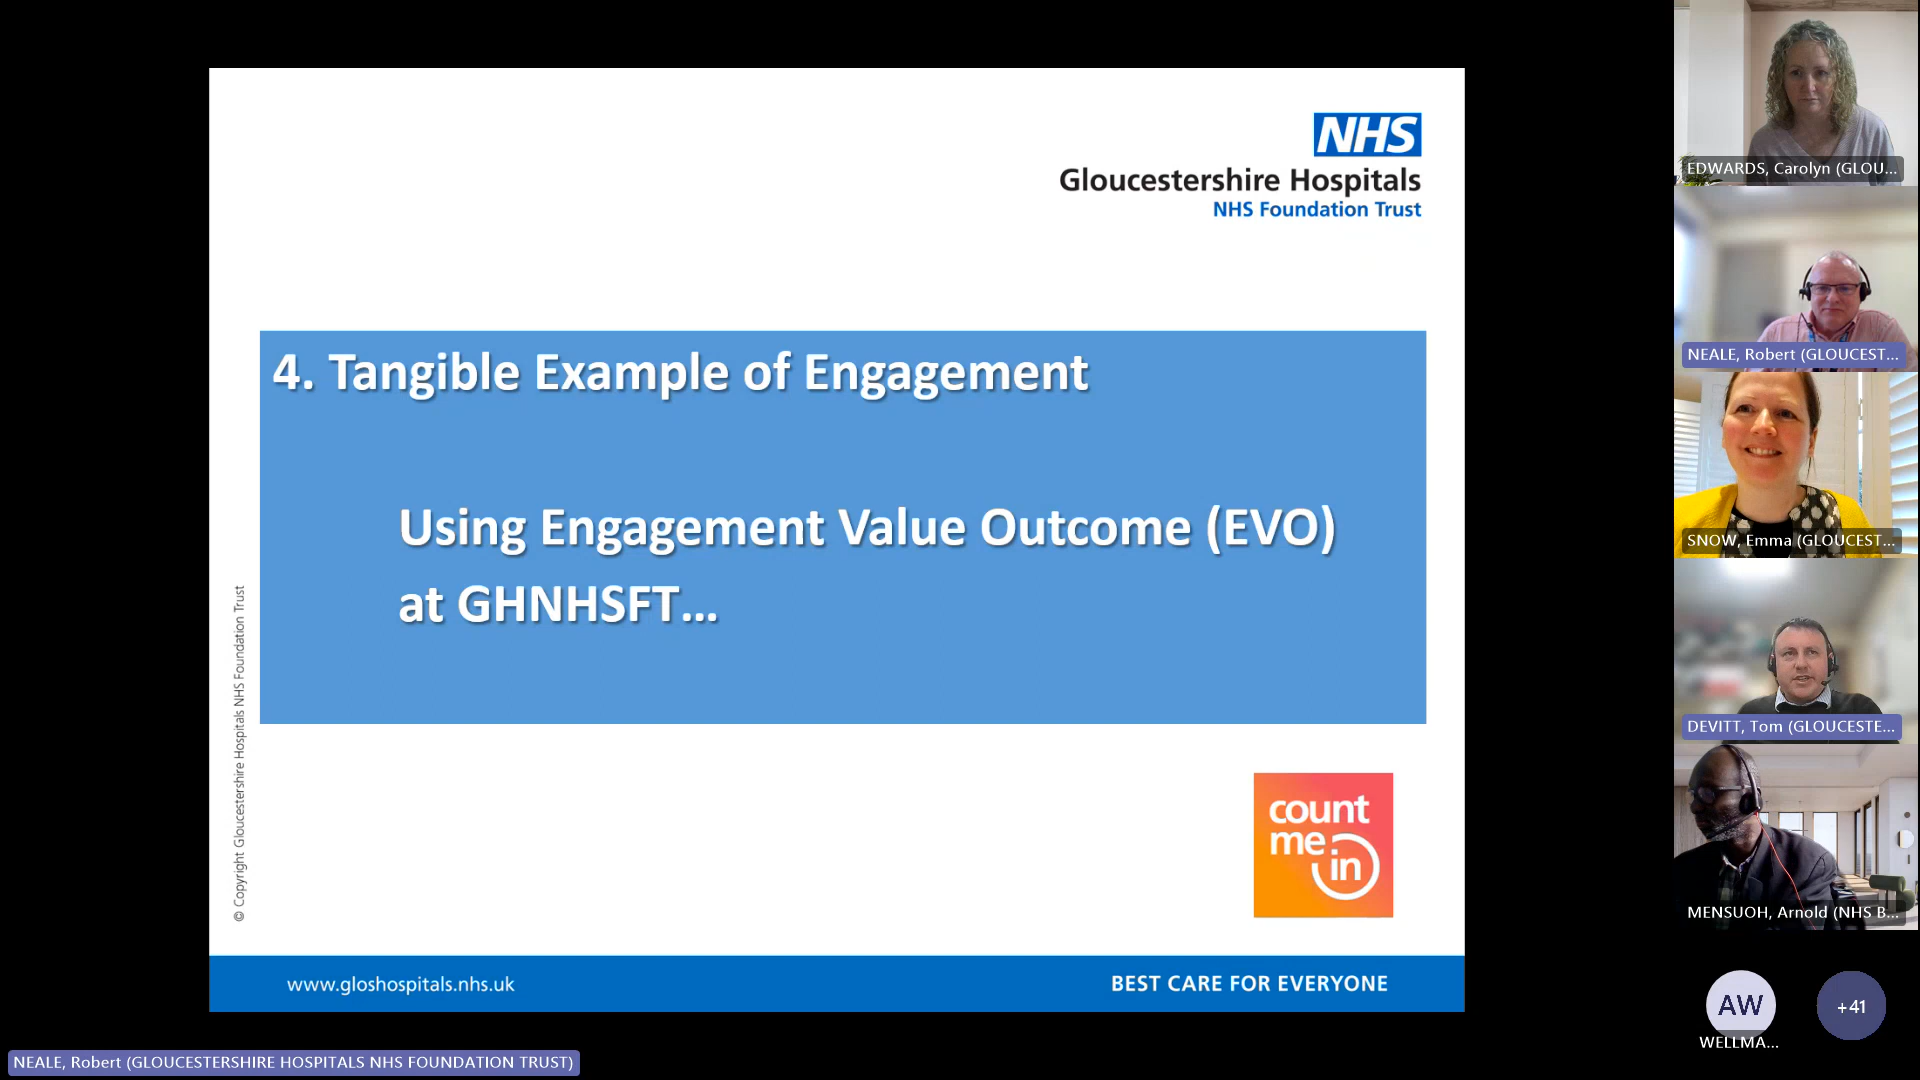 NHS
Gloucestershire Hospitals
NHS Foundation Trust
4. Tangible Example of Engagement
Using Engagement Value Outcome (EVO)
at GHNHSFT...
© Copyright Gloucestershire Hospitals NHS Foundation Trust
count
me in
www.gloshospitals.nhs.uk
BEST CARE FOR EVERYONE
NEALE, Robert (GLOUCESTERSHIRE HOSPITALS NHS FOUNDATION TRUST)
EDWARDS, Carolyn (GLOU...
NEALE, Robert (GLOUCEST...
SNOW, Emma (GLOUCEST...
DEVITT, Tom (GLOUCESTE...
MENSUOH, Arnold (NHS B...
AW
WELLMA...
+41